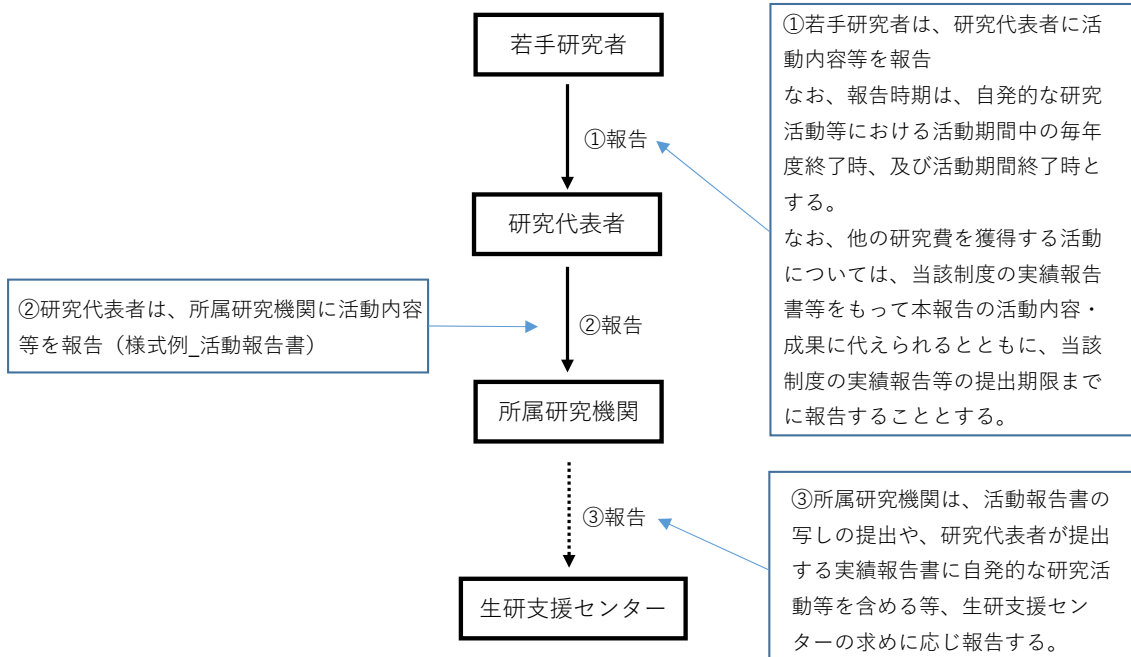 若手研究者
①若手研究者は、研究代表者に活
動内容等を報告
なお、報告時期は、自発的な研究
活動等における活動期間中の毎年
度終了時、及び活動期間終了時と
する。
なお、他の研究費を獲得する活動
については、当該制度の実績報告
書等をもって本報告の活動内容・
成果に代えられるとともに、当該
制度の実績報告等の提出期限まで
に報告することとする。
①報告
研究代表者
②研究代表者は、所属研究機関に活動内容
等を報告（様式例_活動報告書）
②報告
所属研究機関
③報告
③所属研究機関は、活動報告書の
写しの提出や、研究代表者が提出
する実績報告書に自発的な研究活
動等を含める等、生研支援セン
ターの求めに応じ報告する。
生研支援センター